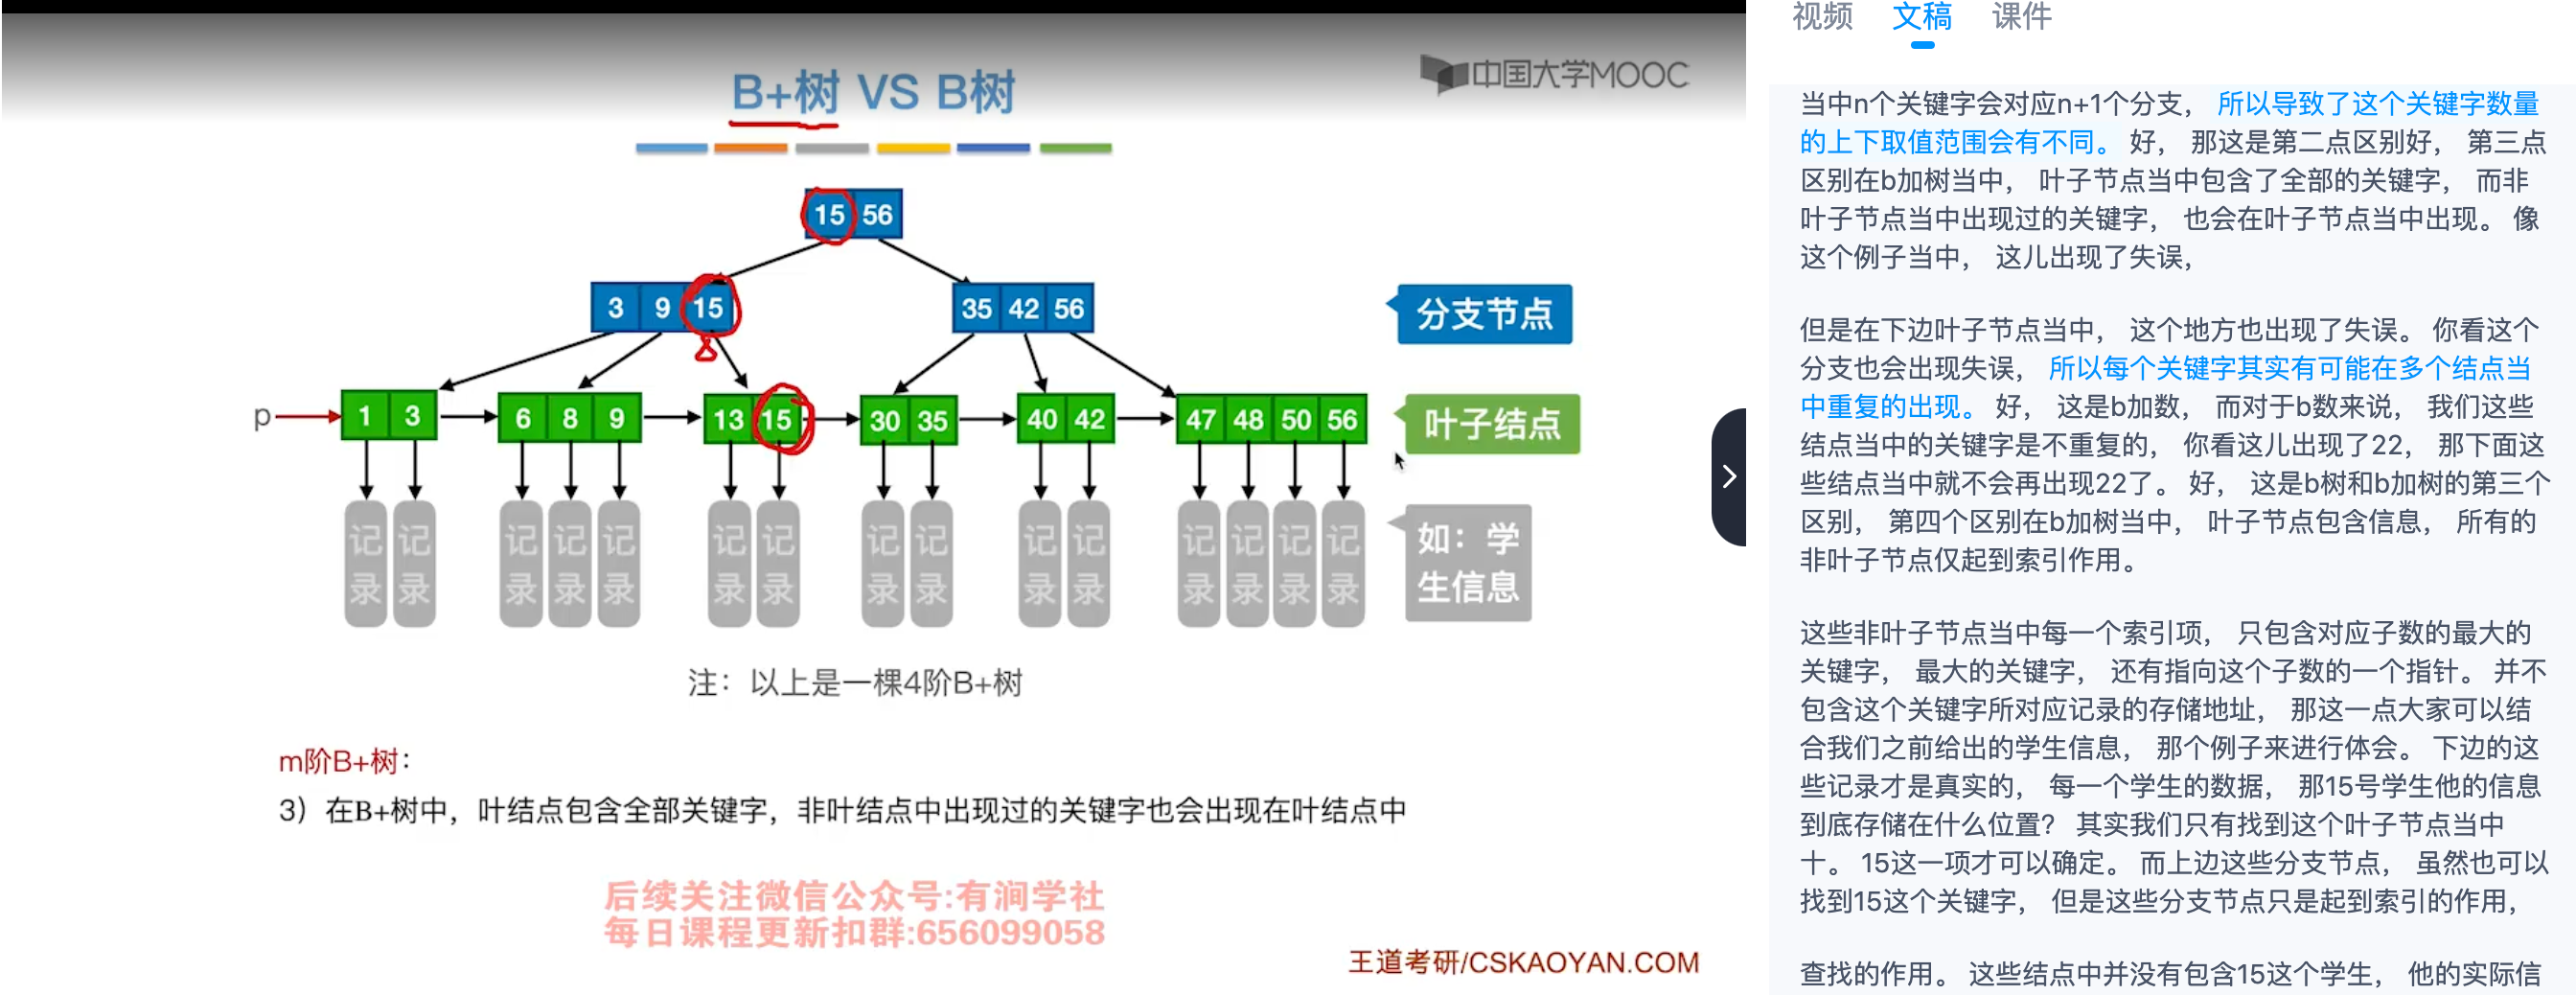 中国大学MOOC
B+树 VS B树
15 56
3 9 15
35 42 56
分支节点
p
1 3
6 8 9
13 15
30 35
40 42
47 48 50 56
叶子结点
记录 记录 记录 记录 记录 记录 记录 记录 记录 记录 记录 记录 记录 记录 记录
如：学
生信息
注：以上是一棵4阶B+树
m阶B+树：
3）在B+树中，叶结点包含全部关键字，非叶结点中出现过的关键字也会出现在叶结点中
后续关注微信公众号:有涧学社
每日课程更新扣群:656099058
王道考研/CSKAOYAN.COM
视频 文稿 课件
当中n个关键字会对应n+1个分支， 所以导致了这个关键字数量
的上下取值范围会有不同。 好， 那这是第二点区别好， 第三点
区别在b加树当中， 叶子节点当中包含了全部的关键字， 而非
叶子节点当中出现过的关键字， 也会在叶子节点当中出现。 像
这个例子当中， 这儿出现了失误，
但是在下边叶子节点当中， 这个地方也出现了失误。 你看这个
分支也会出现失误， 所以每个关键字其实有可能在多个结点当
中重复的出现。 好， 这是b加数， 而对于b数来说， 我们这些
结点当中的关键字是不重复的， 你看这儿出现了22， 那下面这
些结点当中就不会再出现22了。 好， 这是b树和b加树的第三个
区别， 第四个区别在b加树当中， 叶子节点包含信息， 所有的
非叶子节点仅起到索引作用。
这些非叶子节点当中每一个索引项， 只包含对应子数的最大的
关键字， 最大的关键字， 还有指向这个子数的一个指针。 并不
包含这个关键字所对应记录的存储地址， 那这一点大家可以结
合我们之前给出的学生信息， 那个例子来进行体会。 下边的这
些记录才是真实的， 每一个学生的数据， 那15号学生他的信息
到底存储在什么位置? 其实我们只有找到这个叶子节点当中
十。 15这一项才可以确定。 而上边这些分支节点， 虽然也可以
找到15这个关键字， 但是这些分支节点只是起到索引的作用，
查找的作用。 这些结点中并没有包含15这个学生， 他的实际信